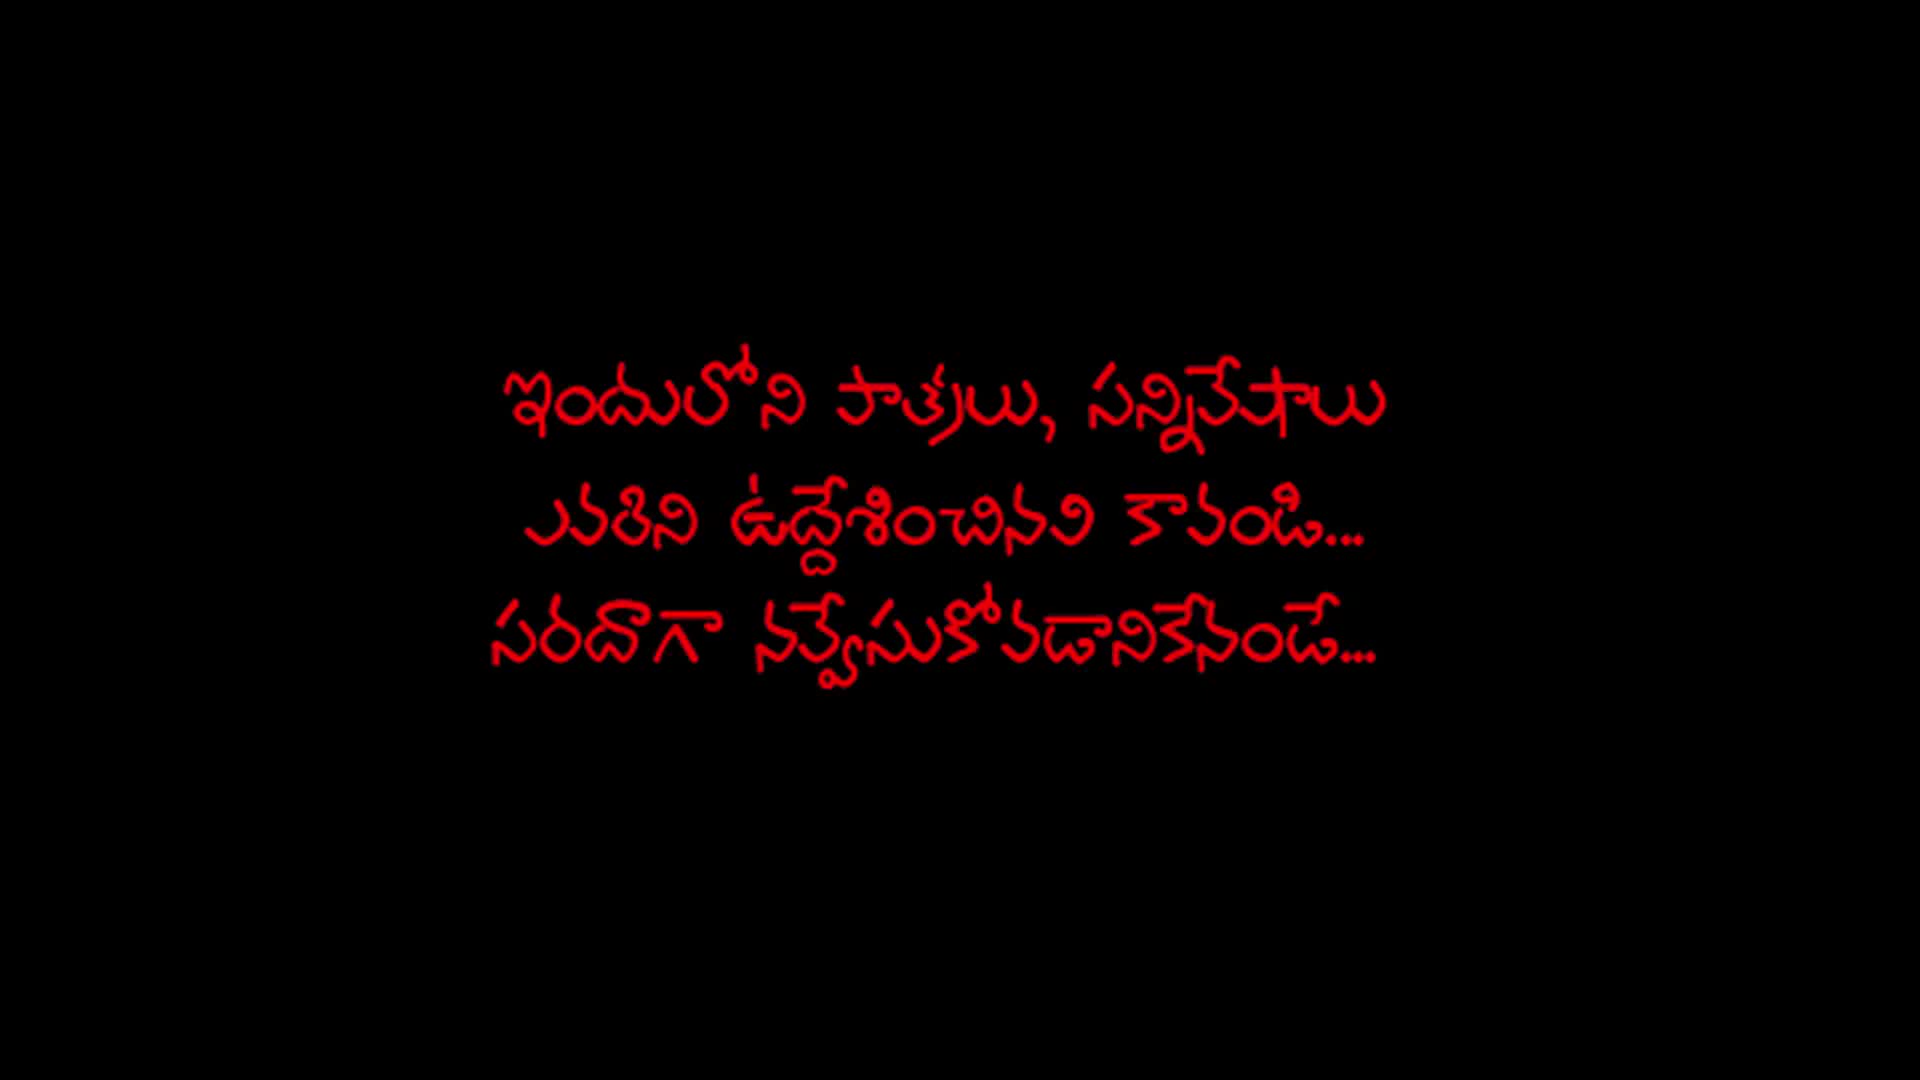 ఇందులోని పాత్రలు, సన్నివేషాలు
ఎవరిని ఉద్దేశించినవి కావండి...
సరదాగా నవ్వేసుకోవడానికేనండే...